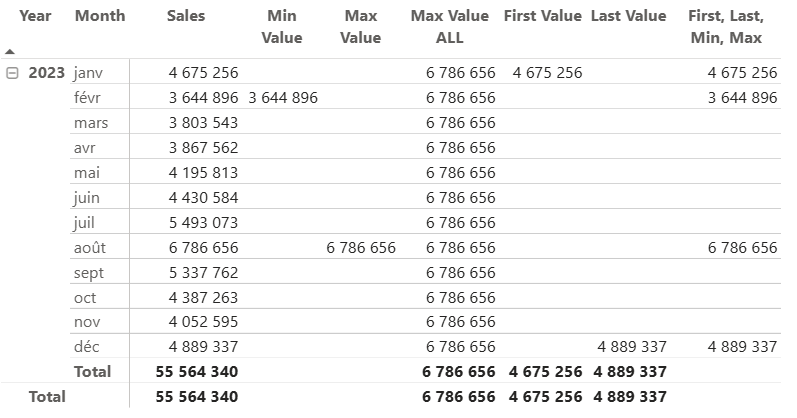 Year Month Sales Min Value Max Value Max Value ALL First Value Last Value First, Last, Min, Max
2023 janv 4 675 256 6 786 656 4 675 256 4 675 256
févr 3 644 896 3 644 896 6 786 656 3 644 896
mars 3 803 543 6 786 656
avr 3 867 562 6 786 656
mai 4 195 813 6 786 656
juin 4 430 584 6 786 656
juil 5 493 073 6 786 656
août 6 786 656 6 786 656 6 786 656 6 786 656
sept 5 337 762 6 786 656
oct 4 387 263 6 786 656
nov 4 052 595 6 786 656
déc 4 889 337 6 786 656 4 889 337 4 889 337
Total 55 564 340 6 786 656 4 675 256 4 889 337
Total 55 564 340 6 786 656 4 675 256 4 889 337